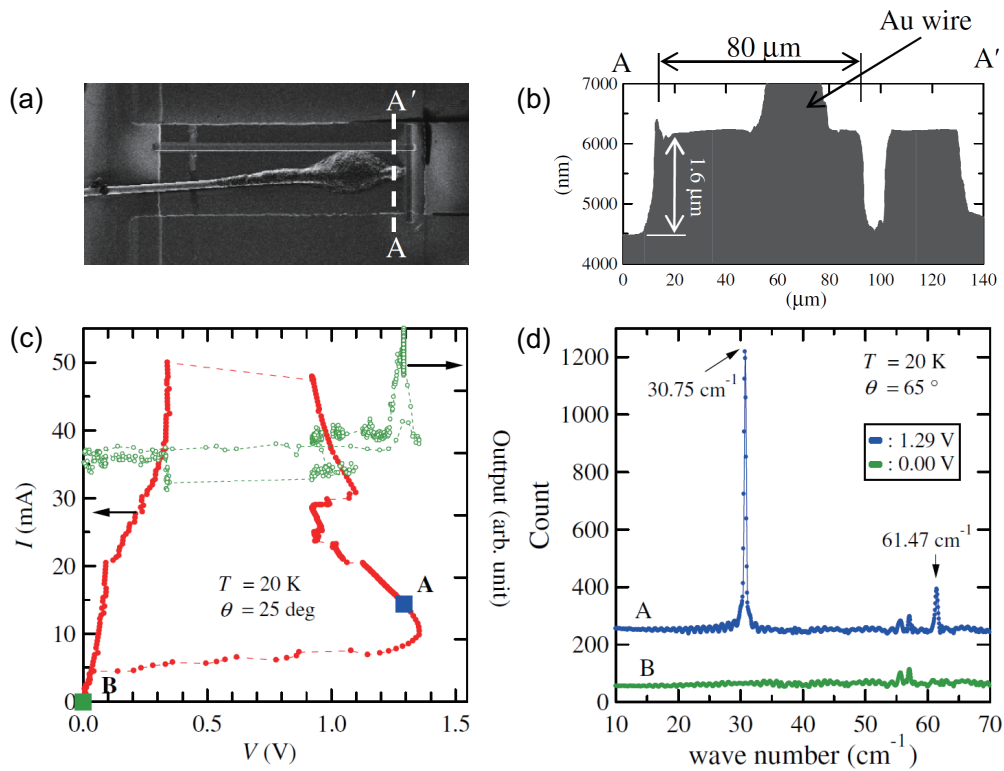 (a)
A′
A
(b)
Au wire
A
80 μm
A′
7000
6000
5000
4000
(nm)
1.6 μm
0 20 40 60 80 100 120 140
(μm)
(c)
50
40
30
20
10
0
I (mA)
T = 20 K
θ = 25 deg
A
B
0.0 0.5 1.0 1.5
V (V)
Output (arb. unit)
(d)
1200
1000
800
600
400
200
0
Count
30.75 cm⁻¹
T = 20 K
θ = 65 °
: 1.29 V
: 0.00 V
61.47 cm⁻¹
A
B
10 20 30 40 50 60 70
wave number (cm⁻¹)